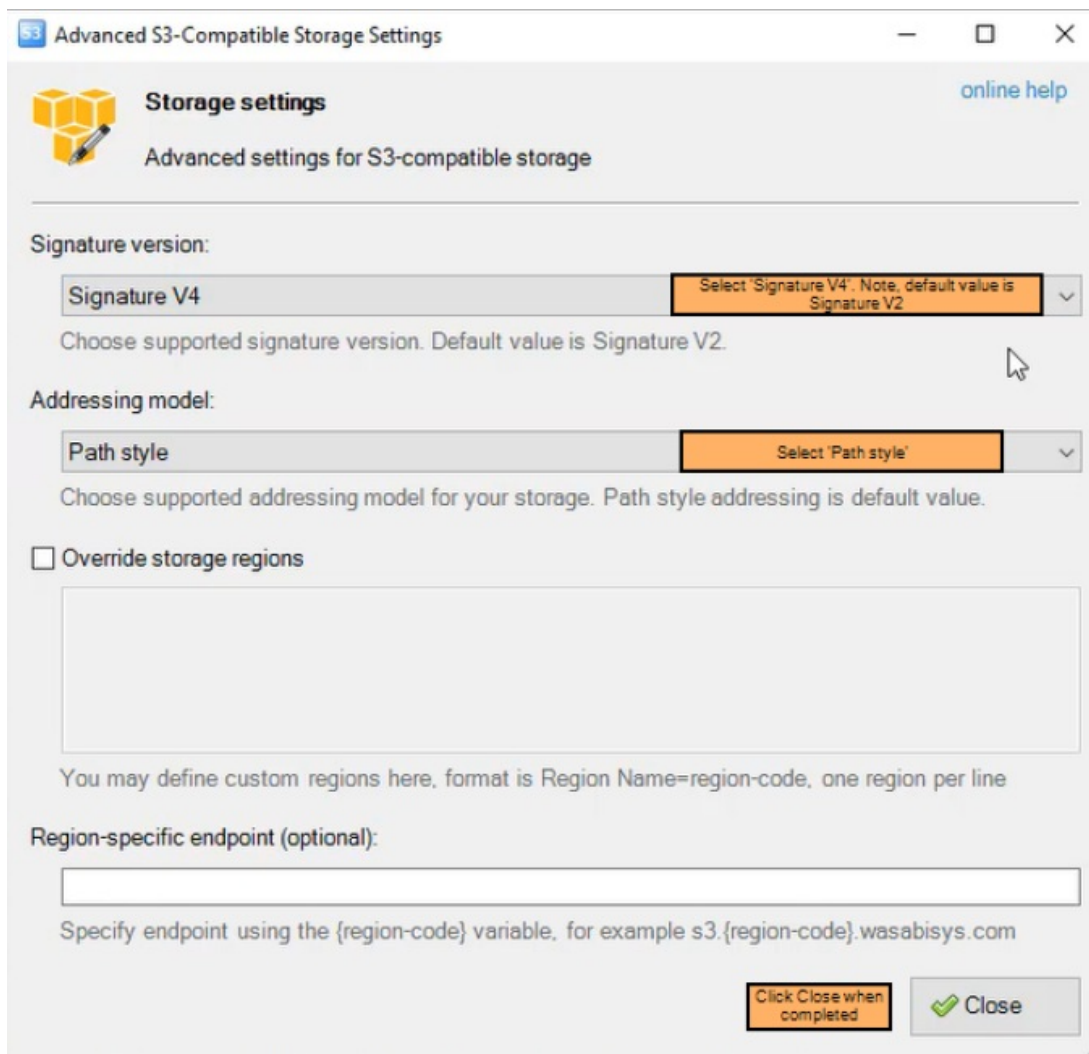 S3 Advanced S3-Compatible Storage Settings
Storage settings
online help
Advanced settings for S3-compatible storage
Signature version:
Signature V4
Select 'Signature V4'. Note, default value is
Signature V2
Choose supported signature version. Default value is Signature V2.
Addressing model:
Path style
Select 'Path style'
Choose supported addressing model for your storage. Path style addressing is default value.
Override storage regions
You may define custom regions here, format is Region Name=region-code, one region per line
Region-specific endpoint (optional):
Specify endpoint using the {region-code} variable, for example s3.{region-code}.wasabisys.com
Click Close when
completed
Close